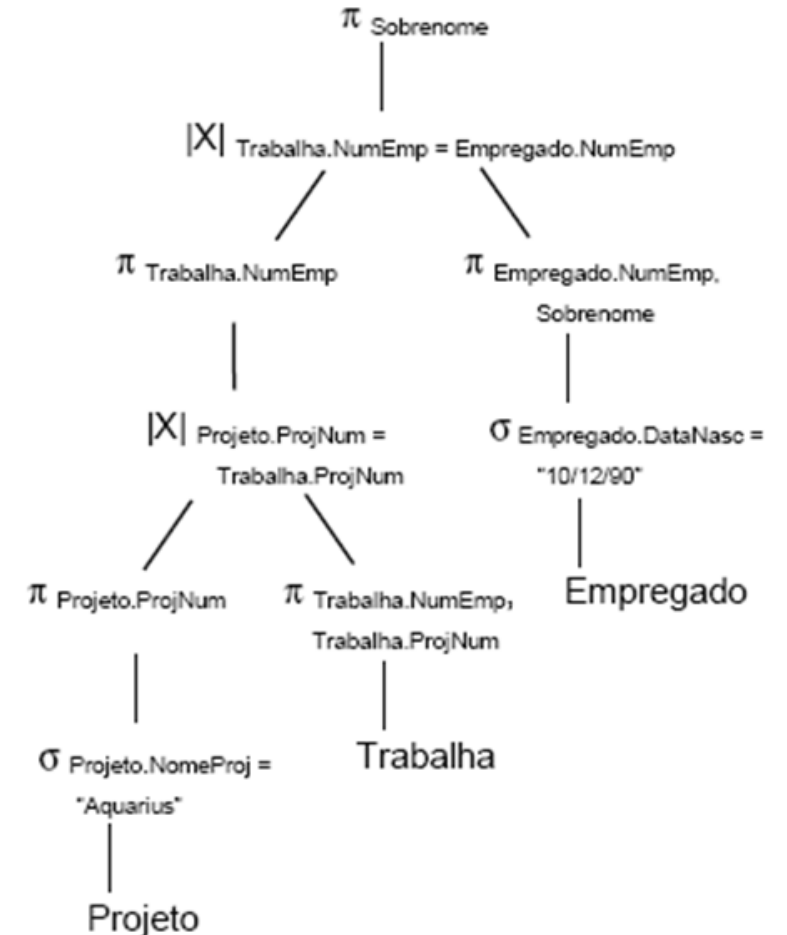 π Sobrenome
|X| Trabalha.NumEmp = Empregado.NumEmp
π Trabalha.NumEmp
π Empregado.NumEmp,
Sobrenome
|X| Projeto.ProjNum =
Trabalha.ProjNum
σ Empregado.DataNasc =
"10/12/90"
π Projeto.ProjNum
π Trabalha.NumEmp,
Trabalha.ProjNum
Empregado
σ Projeto.NomeProj =
"Aquarius"
Trabalha
Projeto